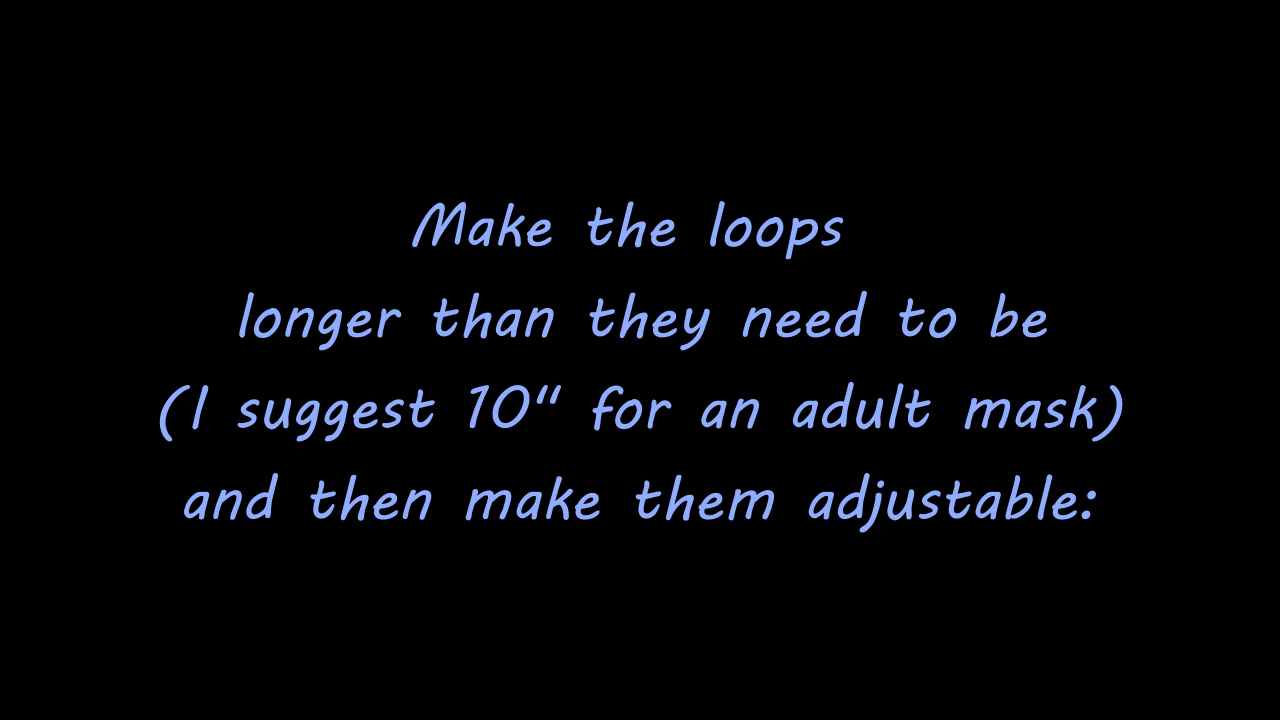 Make the loops
longer than they need to be
(I suggest 10" for an adult mask)
and then make them adjustable: